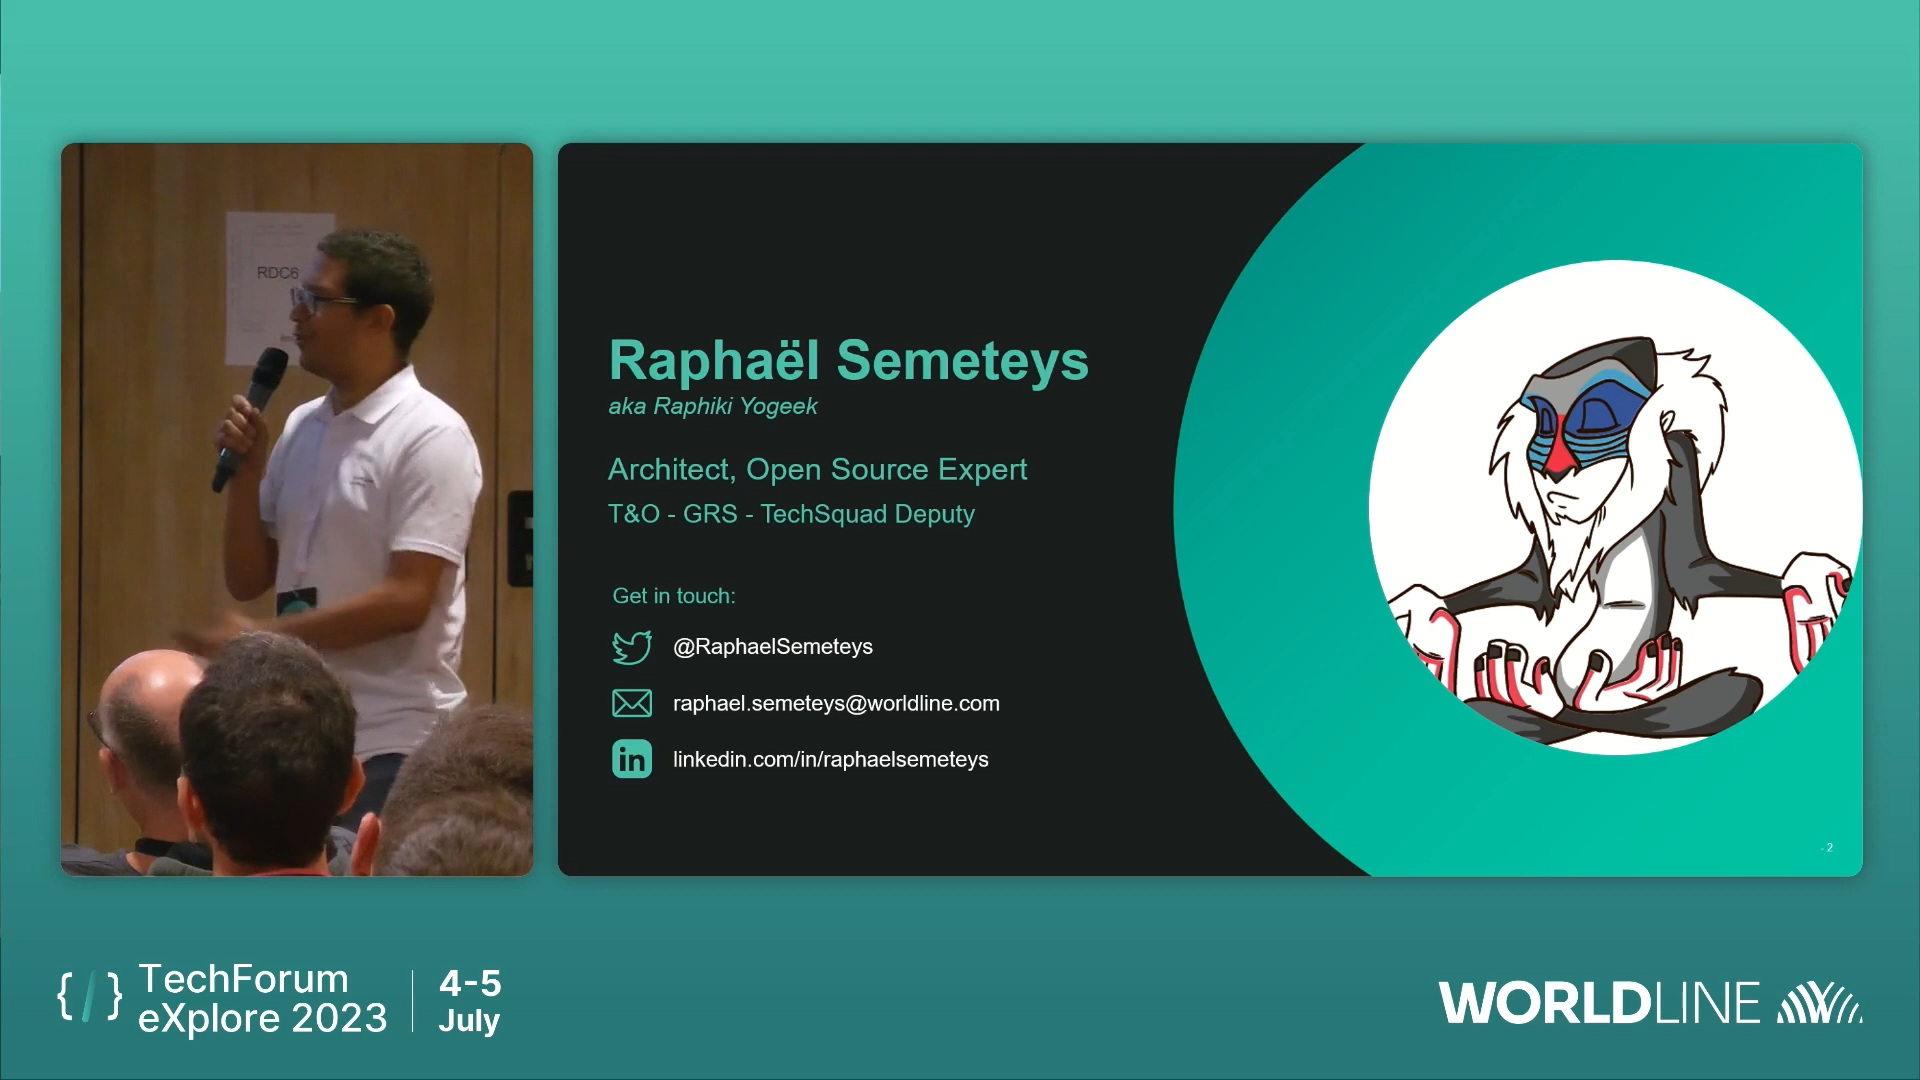 RDC6
Raphaël Semeteys
aka Raphiki Yogeek
Architect, Open Source Expert
T&O - GRS - TechSquad Deputy
Get in touch:
@RaphaelSemeteys
raphael.semeteys@worldline.com
in
linkedin.com/in/raphaelsemeteys
- 2
{/} TechForum
eXplore 2023
4-5
July
WORLDLINE